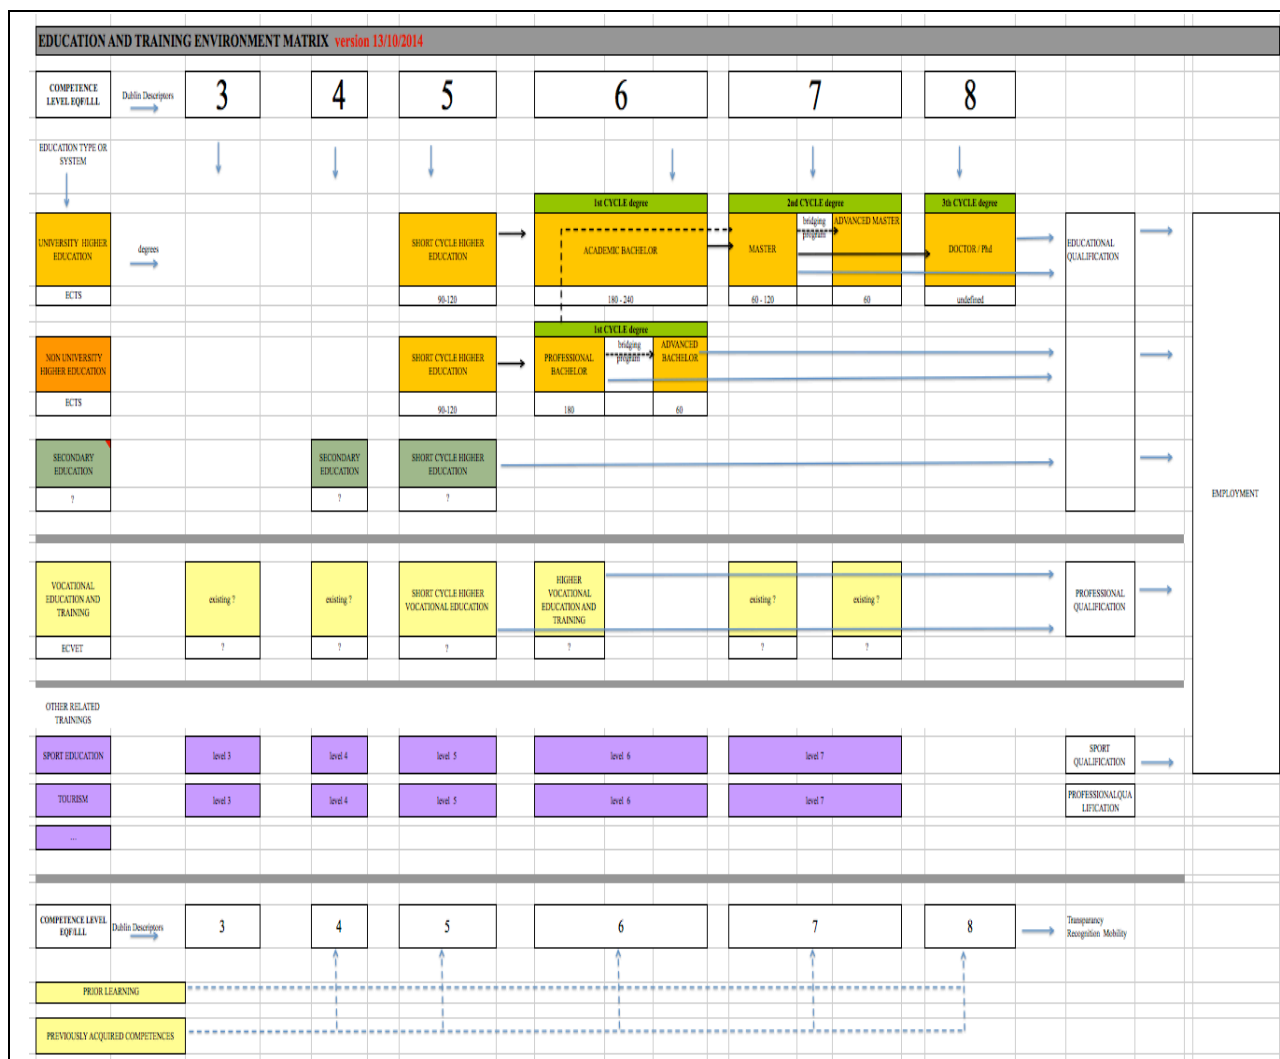 EDUCATION AND TRAINING ENVIRONMENT MATRIX version 13/10/2014
COMPETENCE
LEVEL EQF/LLL
Dublin Descriptors
3
4
5
6
7
8
EDUCATION TYPE OR
SYSTEM
1st CYCLE degree
2nd CYCLE degree
3th CYCLE degree
UNIVERSITY HIGHER
EDUCATION
degrees
SHORT CYCLE HIGHER
EDUCATION
ACADEMIC BACHELOR
MASTER
bridging
program
ADVANCED MASTER
DOCTOR / Phd
EDUCATIONAL
QUALIFICATION
ECTS
90-120
180 - 240
60 - 120
60
undefined
1st CYCLE degree
NON UNIVERSITY
HIGHER EDUCATION
SHORT CYCLE HIGHER
EDUCATION
PROFESSIONAL
BACHELOR
bridging
program
ADVANCED
BACHELOR
ECTS
90-120
180
60
SECONDARY
EDUCATION
SECONDARY
EDUCATION
SHORT CYCLE HIGHER
EDUCATION
?
?
?
EMPLOYMENT
VOCATIONAL
EDUCATION AND
TRAINING
existing ?
existing ?
SHORT CYCLE HIGHER
VOCATIONAL EDUCATION
HIGHER
VOCATIONAL
EDUCATION AND
TRAINING
existing ?
existing ?
PROFESSIONAL
QUALIFICATION
ECVET
?
?
?
?
?
?
OTHER RELATED
TRAININGS
SPORT EDUCATION
level 3
level 4
level 5
level 6
level 7
SPORT
QUALIFICATION
TOURISM
level 3
level 4
level 5
level 6
level 7
PROFESSIONALQUA
LIFICATION
...
COMPETENCE LEVEL
EQF/LLL
Dublin Descriptors
3
4
5
6
7
8
Transparancy
Recognition Mobility
PRIOR LEARNING
PREVIOUSLY ACQUIRED COMPETENCES